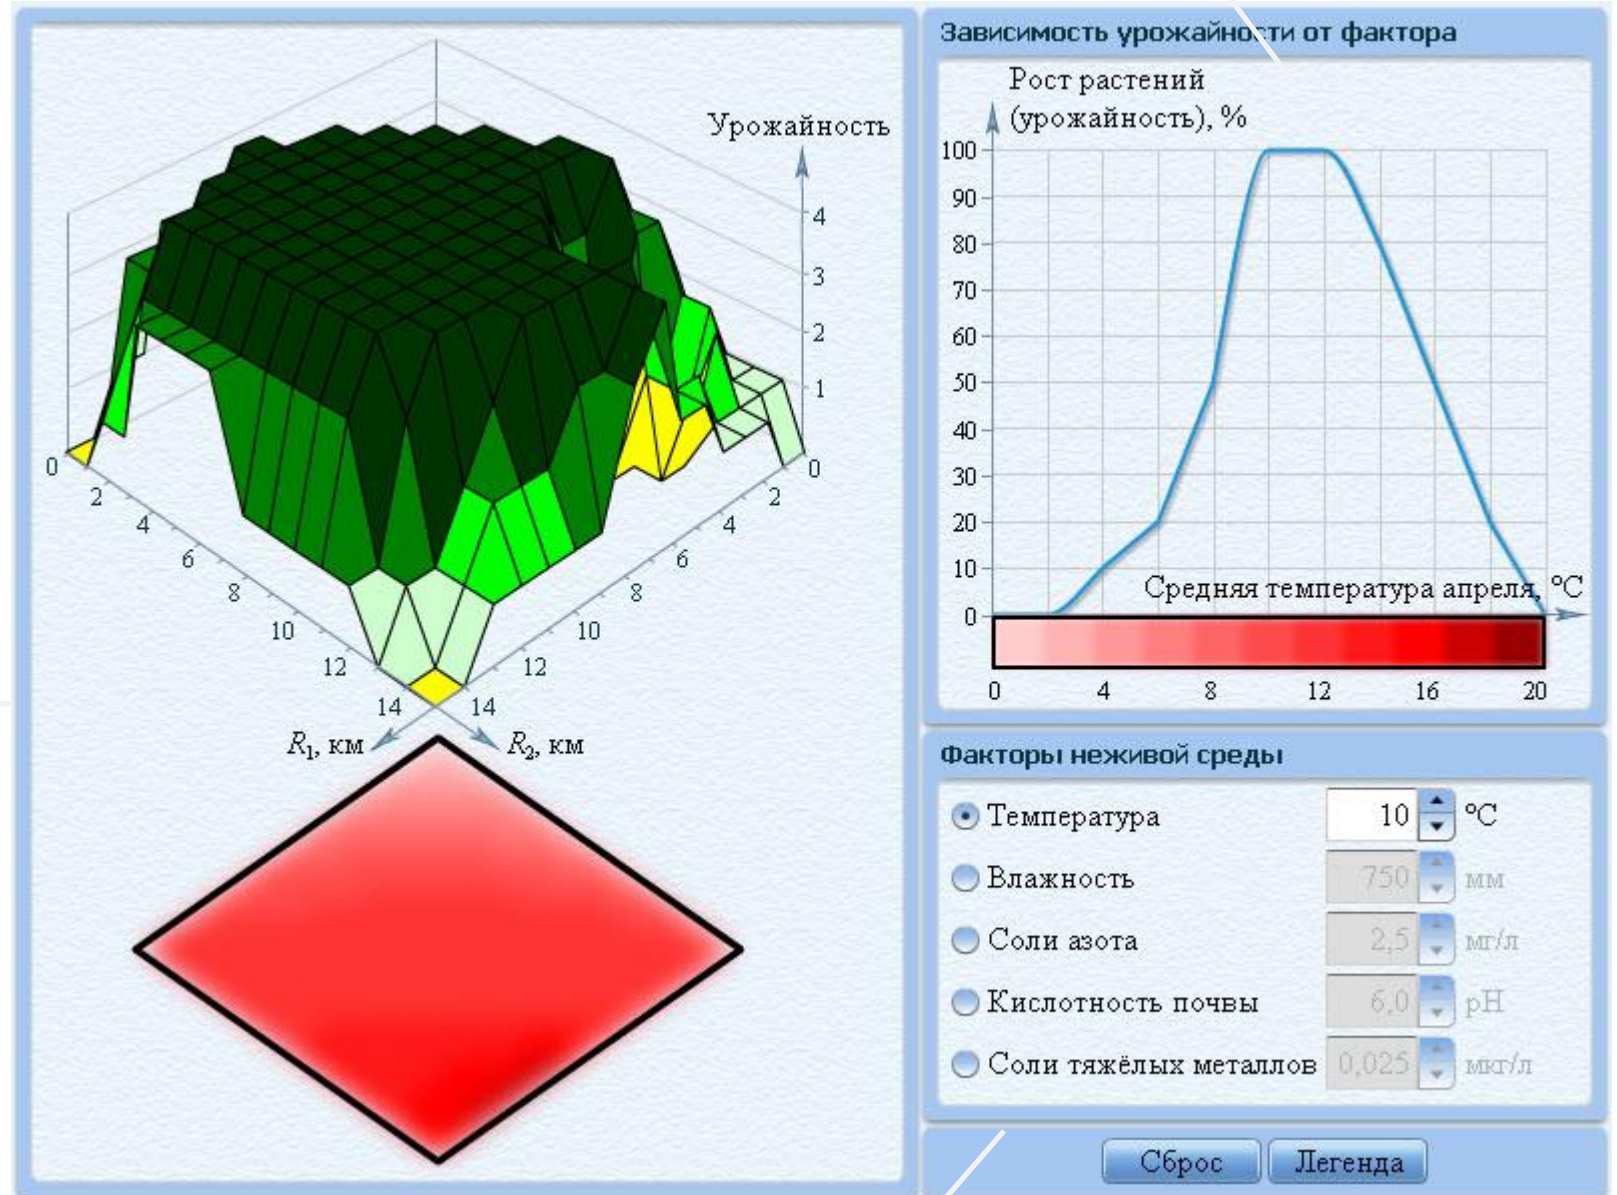 Урожайность
4
3
2
1
0
0
2
2
4
4
6
6
8
8
10
10
12
12
14
14
R₁, км
R₂, км
Зависимость урожайности от фактора
Рост растений
(урожайность), %
100
90
80
70
60
50
40
30
20
10
0
Средняя температура апреля, °C
0 4 8 12 16 20
Факторы неживой среды
Температура 10 °C
Влажность 750 мм
Соли азота 2,5 мг/л
Кислотность почвы 6,0 pH
Соли тяжёлых металлов 0,025 мкг/л
Сброс Легенда